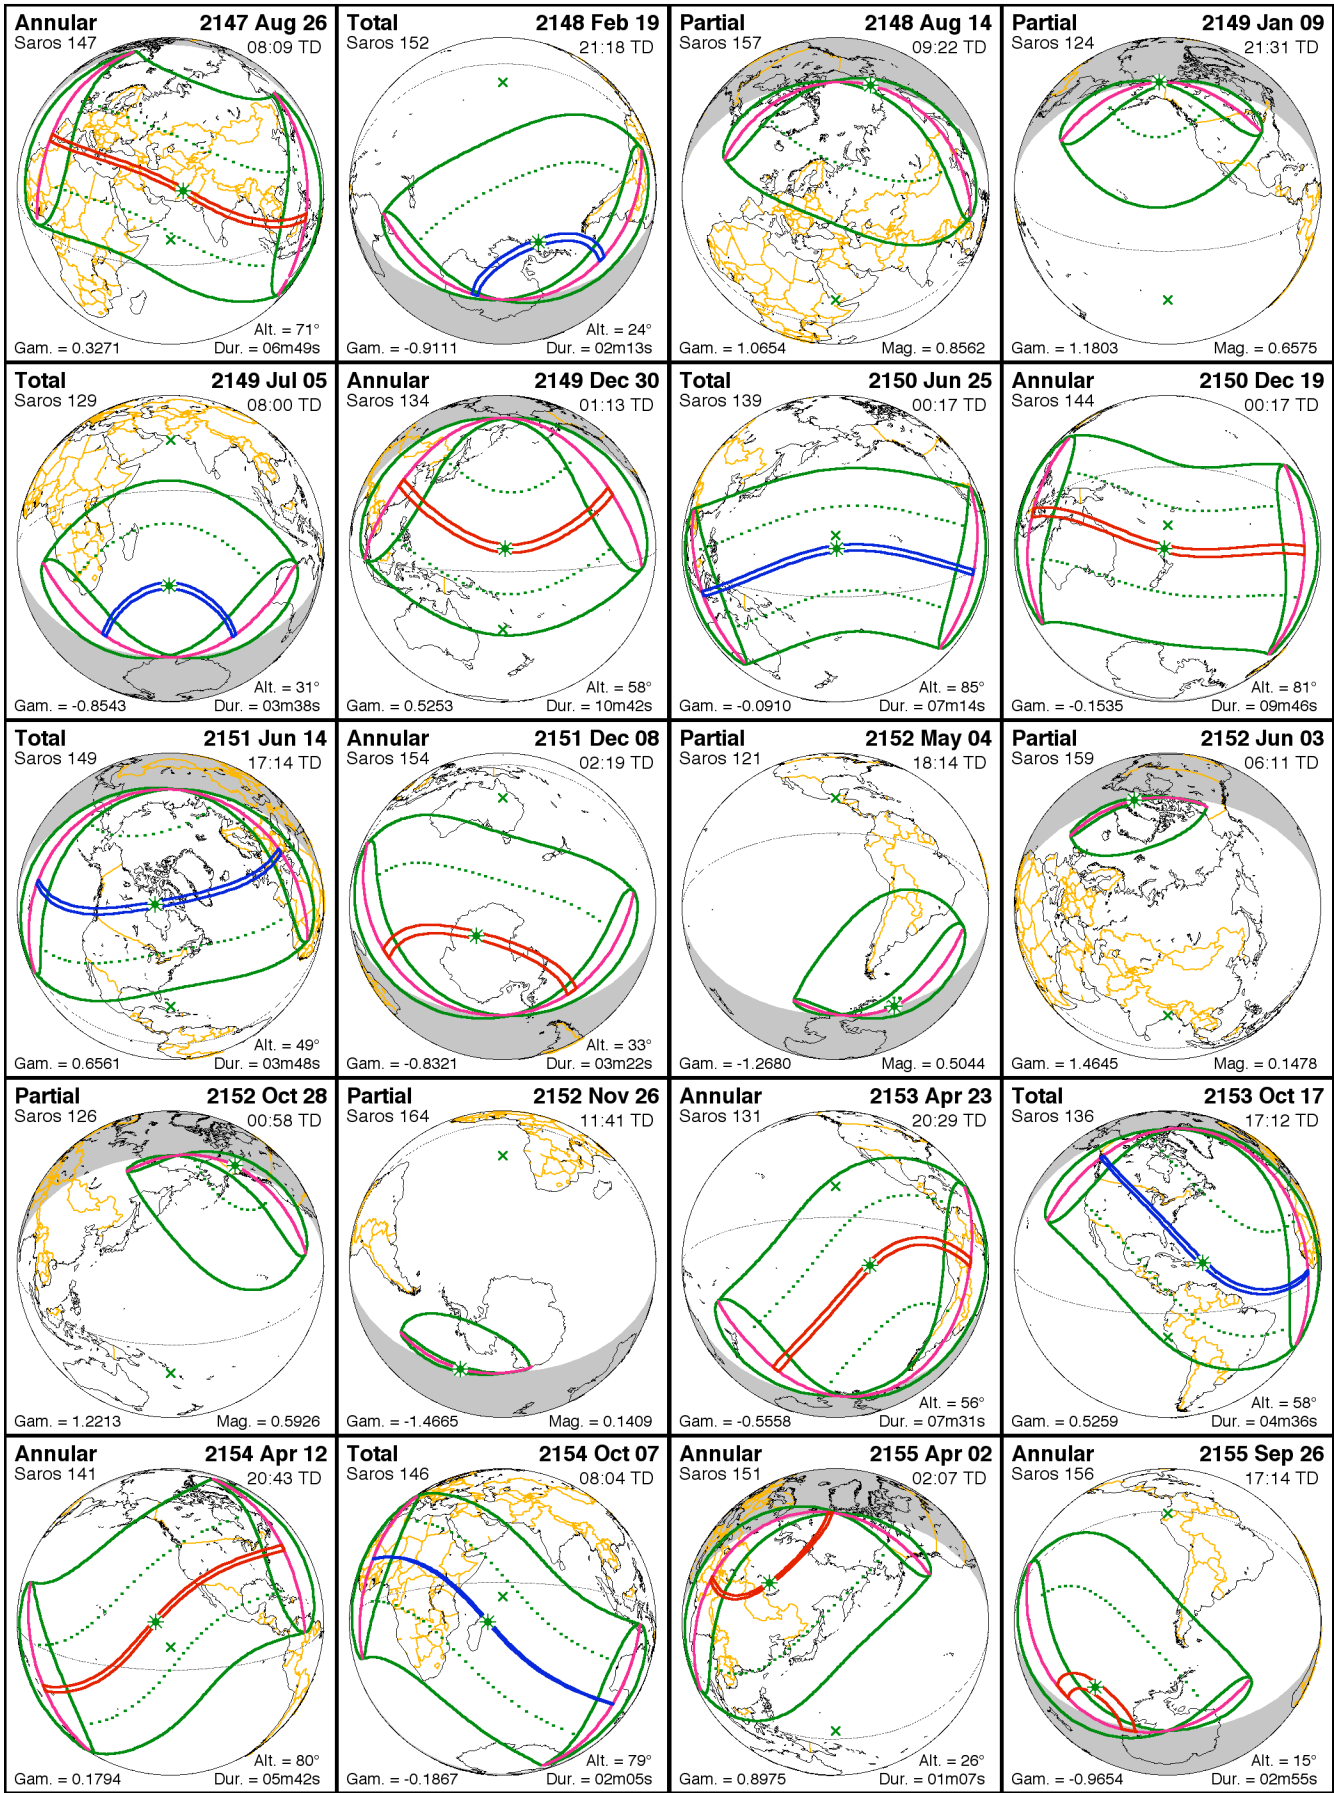 Annular 2147 Aug 26
Saros 147 08:09 TD
Alt. = 71°
Gam. = 0.3271 Dur. = 06m49s
Total 2148 Feb 19
Saros 152 21:18 TD
Alt. = 24°
Gam. = -0.9111 Dur. = 02m13s
Partial 2148 Aug 14
Saros 157 09:22 TD
Gam. = 1.0654 Mag. = 0.8562
Partial 2149 Jan 09
Saros 124 21:31 TD
Gam. = 1.1803 Mag. = 0.6575
Total 2149 Jul 05
Saros 129 08:00 TD
Alt. = 31°
Gam. = -0.8543 Dur. = 03m38s
Annular 2149 Dec 30
Saros 134 01:13 TD
Alt. = 58°
Gam. = 0.5253 Dur. = 10m42s
Total 2150 Jun 25
Saros 139 00:17 TD
Alt. = 85°
Gam. = -0.0910 Dur. = 07m14s
Annular 2150 Dec 19
Saros 144 00:17 TD
Alt. = 81°
Gam. = -0.1535 Dur. = 09m46s
Total 2151 Jun 14
Saros 149 17:14 TD
Alt. = 49°
Gam. = 0.6561 Dur. = 03m48s
Annular 2151 Dec 08
Saros 154 02:19 TD
Alt. = 33°
Gam. = -0.8321 Dur. = 03m22s
Partial 2152 May 04
Saros 121 18:14 TD
Gam. = -1.2680 Mag. = 0.5044
Partial 2152 Jun 03
Saros 159 06:11 TD
Gam. = 1.4645 Mag. = 0.1478
Partial 2152 Oct 28
Saros 126 00:58 TD
Gam. = 1.2213 Mag. = 0.5926
Partial 2152 Nov 26
Saros 164 11:41 TD
Gam. = -1.4665 Mag. = 0.1409
Annular 2153 Apr 23
Saros 131 20:29 TD
Alt. = 56°
Gam. = -0.5558 Dur. = 07m31s
Total 2153 Oct 17
Saros 136 17:12 TD
Alt. = 58°
Gam. = 0.5259 Dur. = 04m36s
Annular 2154 Apr 12
Saros 141 20:43 TD
Alt. = 80°
Gam. = 0.1794 Dur. = 05m42s
Total 2154 Oct 07
Saros 146 08:04 TD
Alt. = 79°
Gam. = -0.1867 Dur. = 02m05s
Annular 2155 Apr 02
Saros 151 02:07 TD
Alt. = 26°
Gam. = 0.8975 Dur. = 01m07s
Annular 2155 Sep 26
Saros 156 17:14 TD
Alt. = 15°
Gam. = -0.9654 Dur. = 02m55s